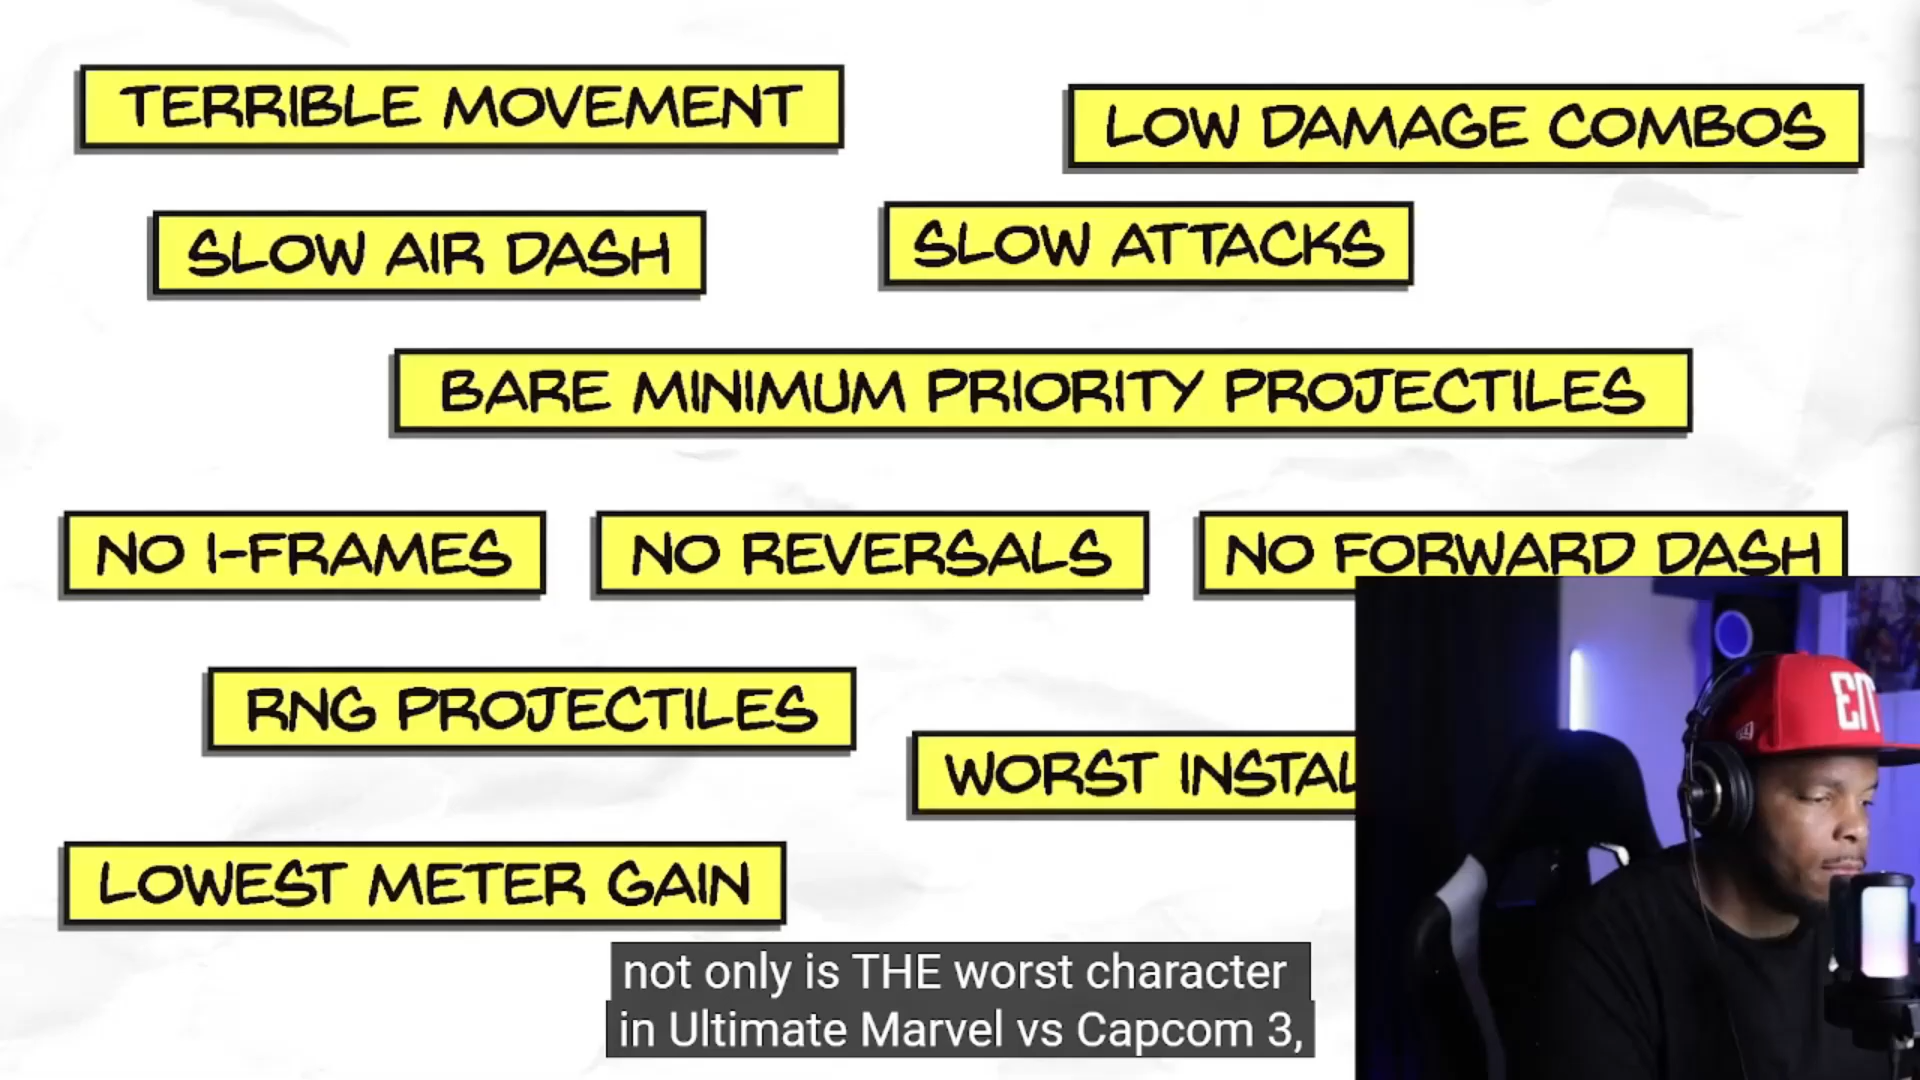 TERRIBLE MOVEMENT
LOW DAMAGE COMBOS
SLOW AIR DASH
SLOW ATTACKS
BARE MINIMUM PRIORITY PROJECTILES
NO I-FRAMES
NO REVERSALS
NO FORWARD DASH
RNG PROJECTILES
WORST
LOWEST METER GAIN
not only is THE worst character
in Ultimate Marvel vs Capcom 3,